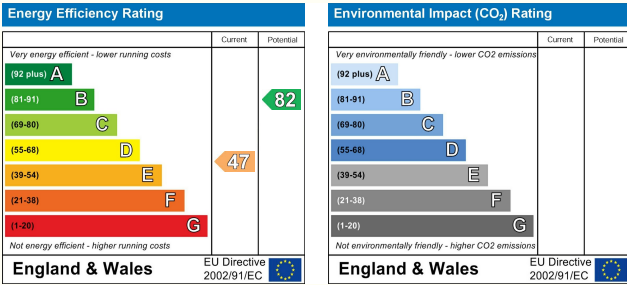 Energy Efficiency Rating
Current Potential
Very energy efficient - lower running costs
(92 plus) A
(81-91) B
82
(69-80) C
(55-68) D
47
(39-54) E
(21-38) F
(1-20) G
Not energy efficient - higher running costs
England & Wales
EU Directive
2002/91/EC
Environmental Impact (CO₂) Rating
Current Potential
Very environmentally friendly - lower CO2 emissions
(92 plus) A
(81-91) B
(69-80) C
(55-68) D
(39-54) E
(21-38) F
(1-20) G
Not environmentally friendly - higher CO2 emissions
England & Wales
EU Directive
2002/91/EC